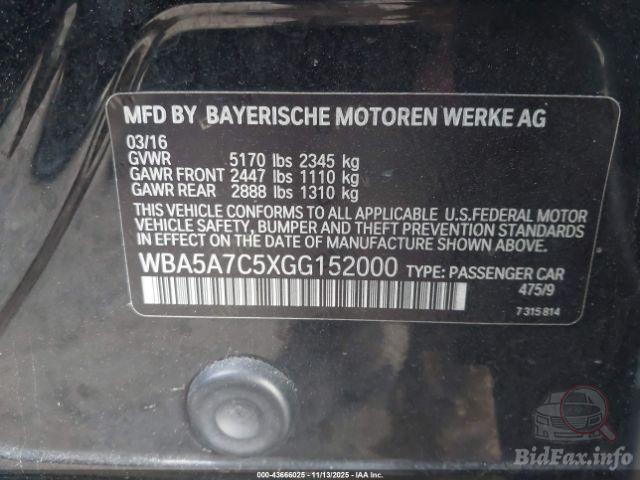 MFD BY BAYERISCHE MOTOREN WERKE AG
03/16
GVWR 5170 lbs 2345 kg
GAWR FRONT 2447 lbs 1110 kg
GAWR REAR 2888 lbs 1310 kg
THIS VEHICLE CONFORMS TO ALL APPLICABLE U.S.FEDERAL MOTOR
VEHICLE SAFETY, BUMPER AND THEFT PREVENTION STANDARDS
IN EFFECT ON THE DATE OF MANUFACTURE SHOWN ABOVE.
WBA5A7C5XGG152000 TYPE: PASSENGER CAR
475/9
7 315 814
BidFax.info
000-43666025 - 11/13/2025 - IAA Inc.